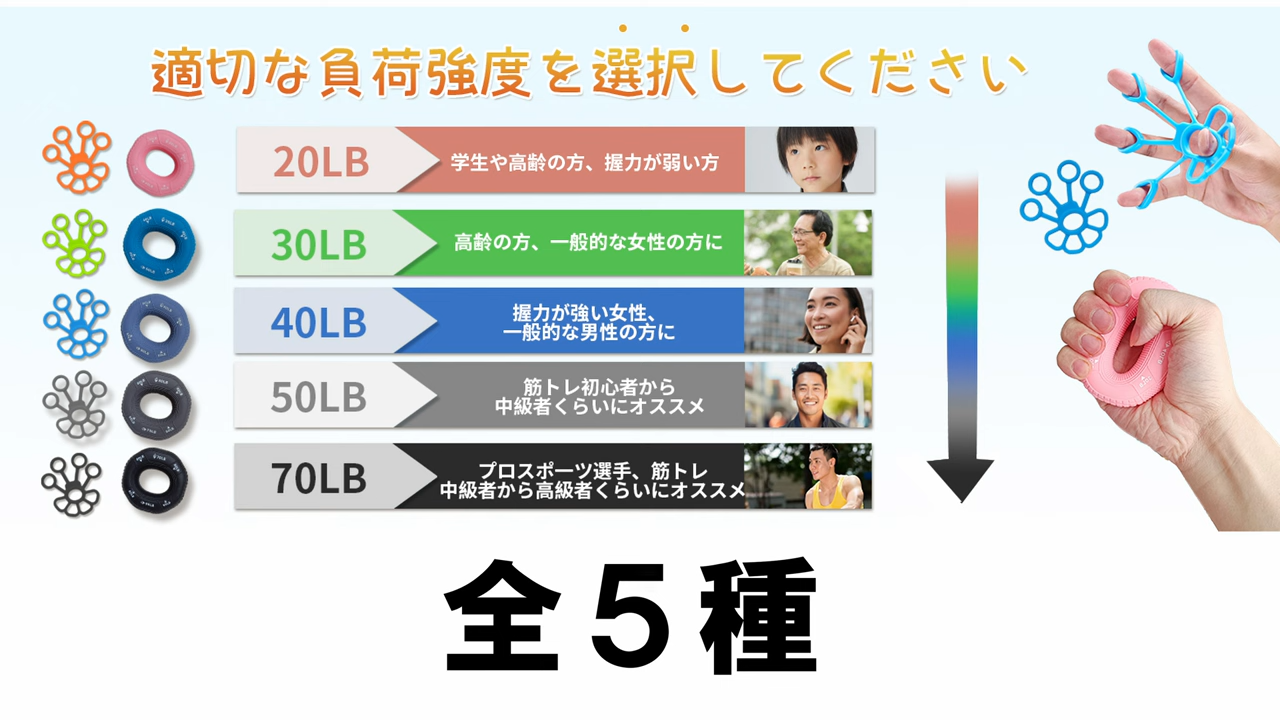 適切な負荷強度を選択してください
20LB
学生や高齢の方、握力が弱い方
30LB
高齢の方、一般的な女性の方に
40LB
握力が強い女性、
一般的な男性の方に
50LB
筋トレ初心者から
中級者くらいにオススメ
70LB
プロスポーツ選手、筋トレ
中級者から高級者くらいにオススメ
全５種